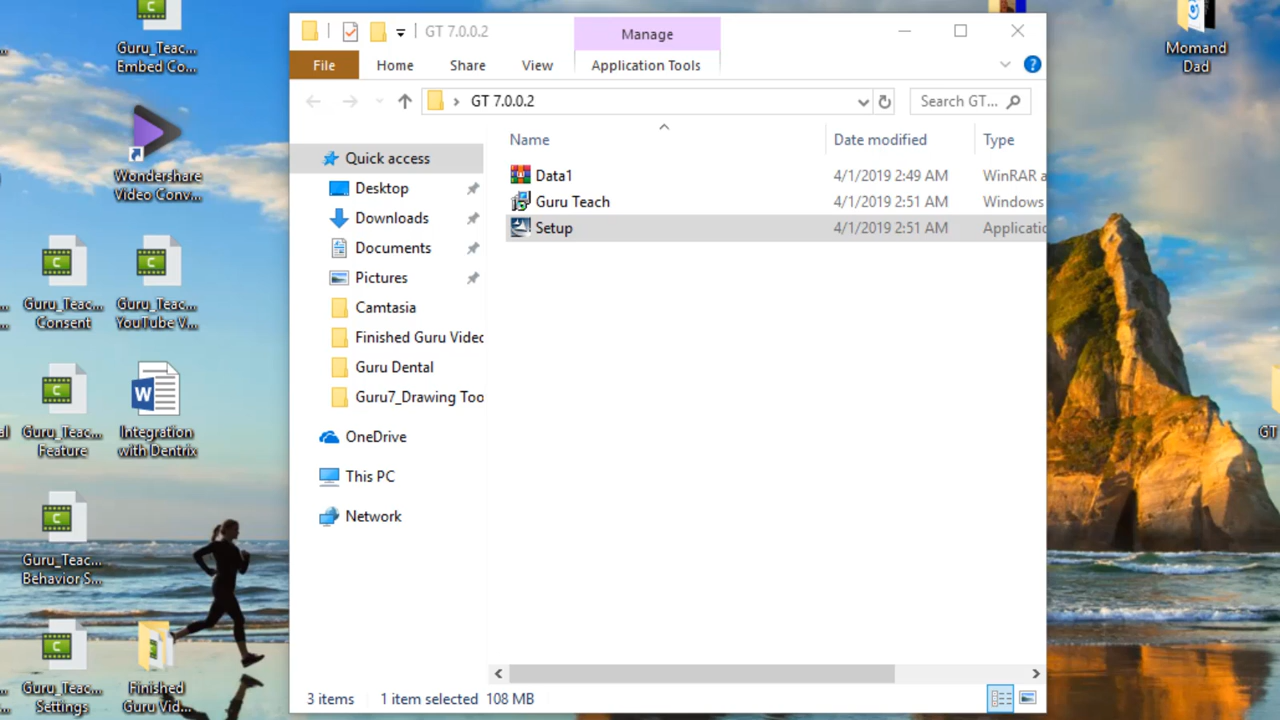 Guru_Teac...
Embed Co...
Wondershare
Video Conv...
Guru_Teac...
Consent
Guru_Teac...
YouTube V...
Guru_Teac...
Feature
Integration
with Dentrix
Guru_Teac...
Behavior S...
Guru_Teac...
Settings
Finished
Guru Vid...
GT 7.0.0.2
Manage
File
Home
Share
View
Application Tools
GT 7.0.0.2
Search GT...
Quick access
Desktop
Downloads
Documents
Pictures
Camtasia
Finished Guru Videc
Guru Dental
Guru7_Drawing Too
OneDrive
This PC
Network
Name Date modified Type
Data1 4/1/2019 2:49 AM WinRAR a
Guru Teach 4/1/2019 2:51 AM Windows
Setup 4/1/2019 2:51 AM Applicatic
3 items 1 item selected 108 MB
Momand
Dad
GT